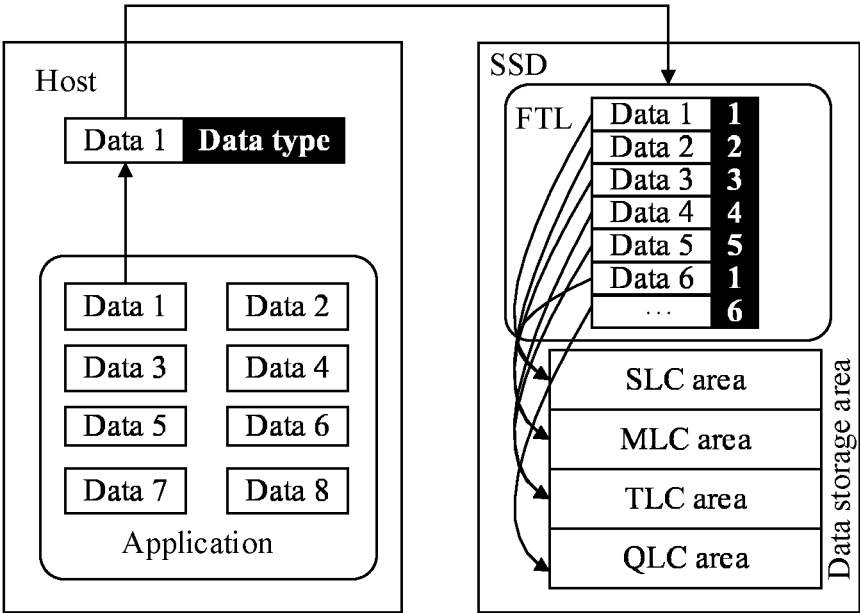 Host
Data 1 Data type
Data 1 Data 2
Data 3 Data 4
Data 5 Data 6
Data 7 Data 8
Application
SSD
FTL
Data 1 1
Data 2 2
Data 3 3
Data 4 4
Data 5 5
Data 6 1
... 6
SLC area
MLC area
TLC area
QLC area
Data storage area